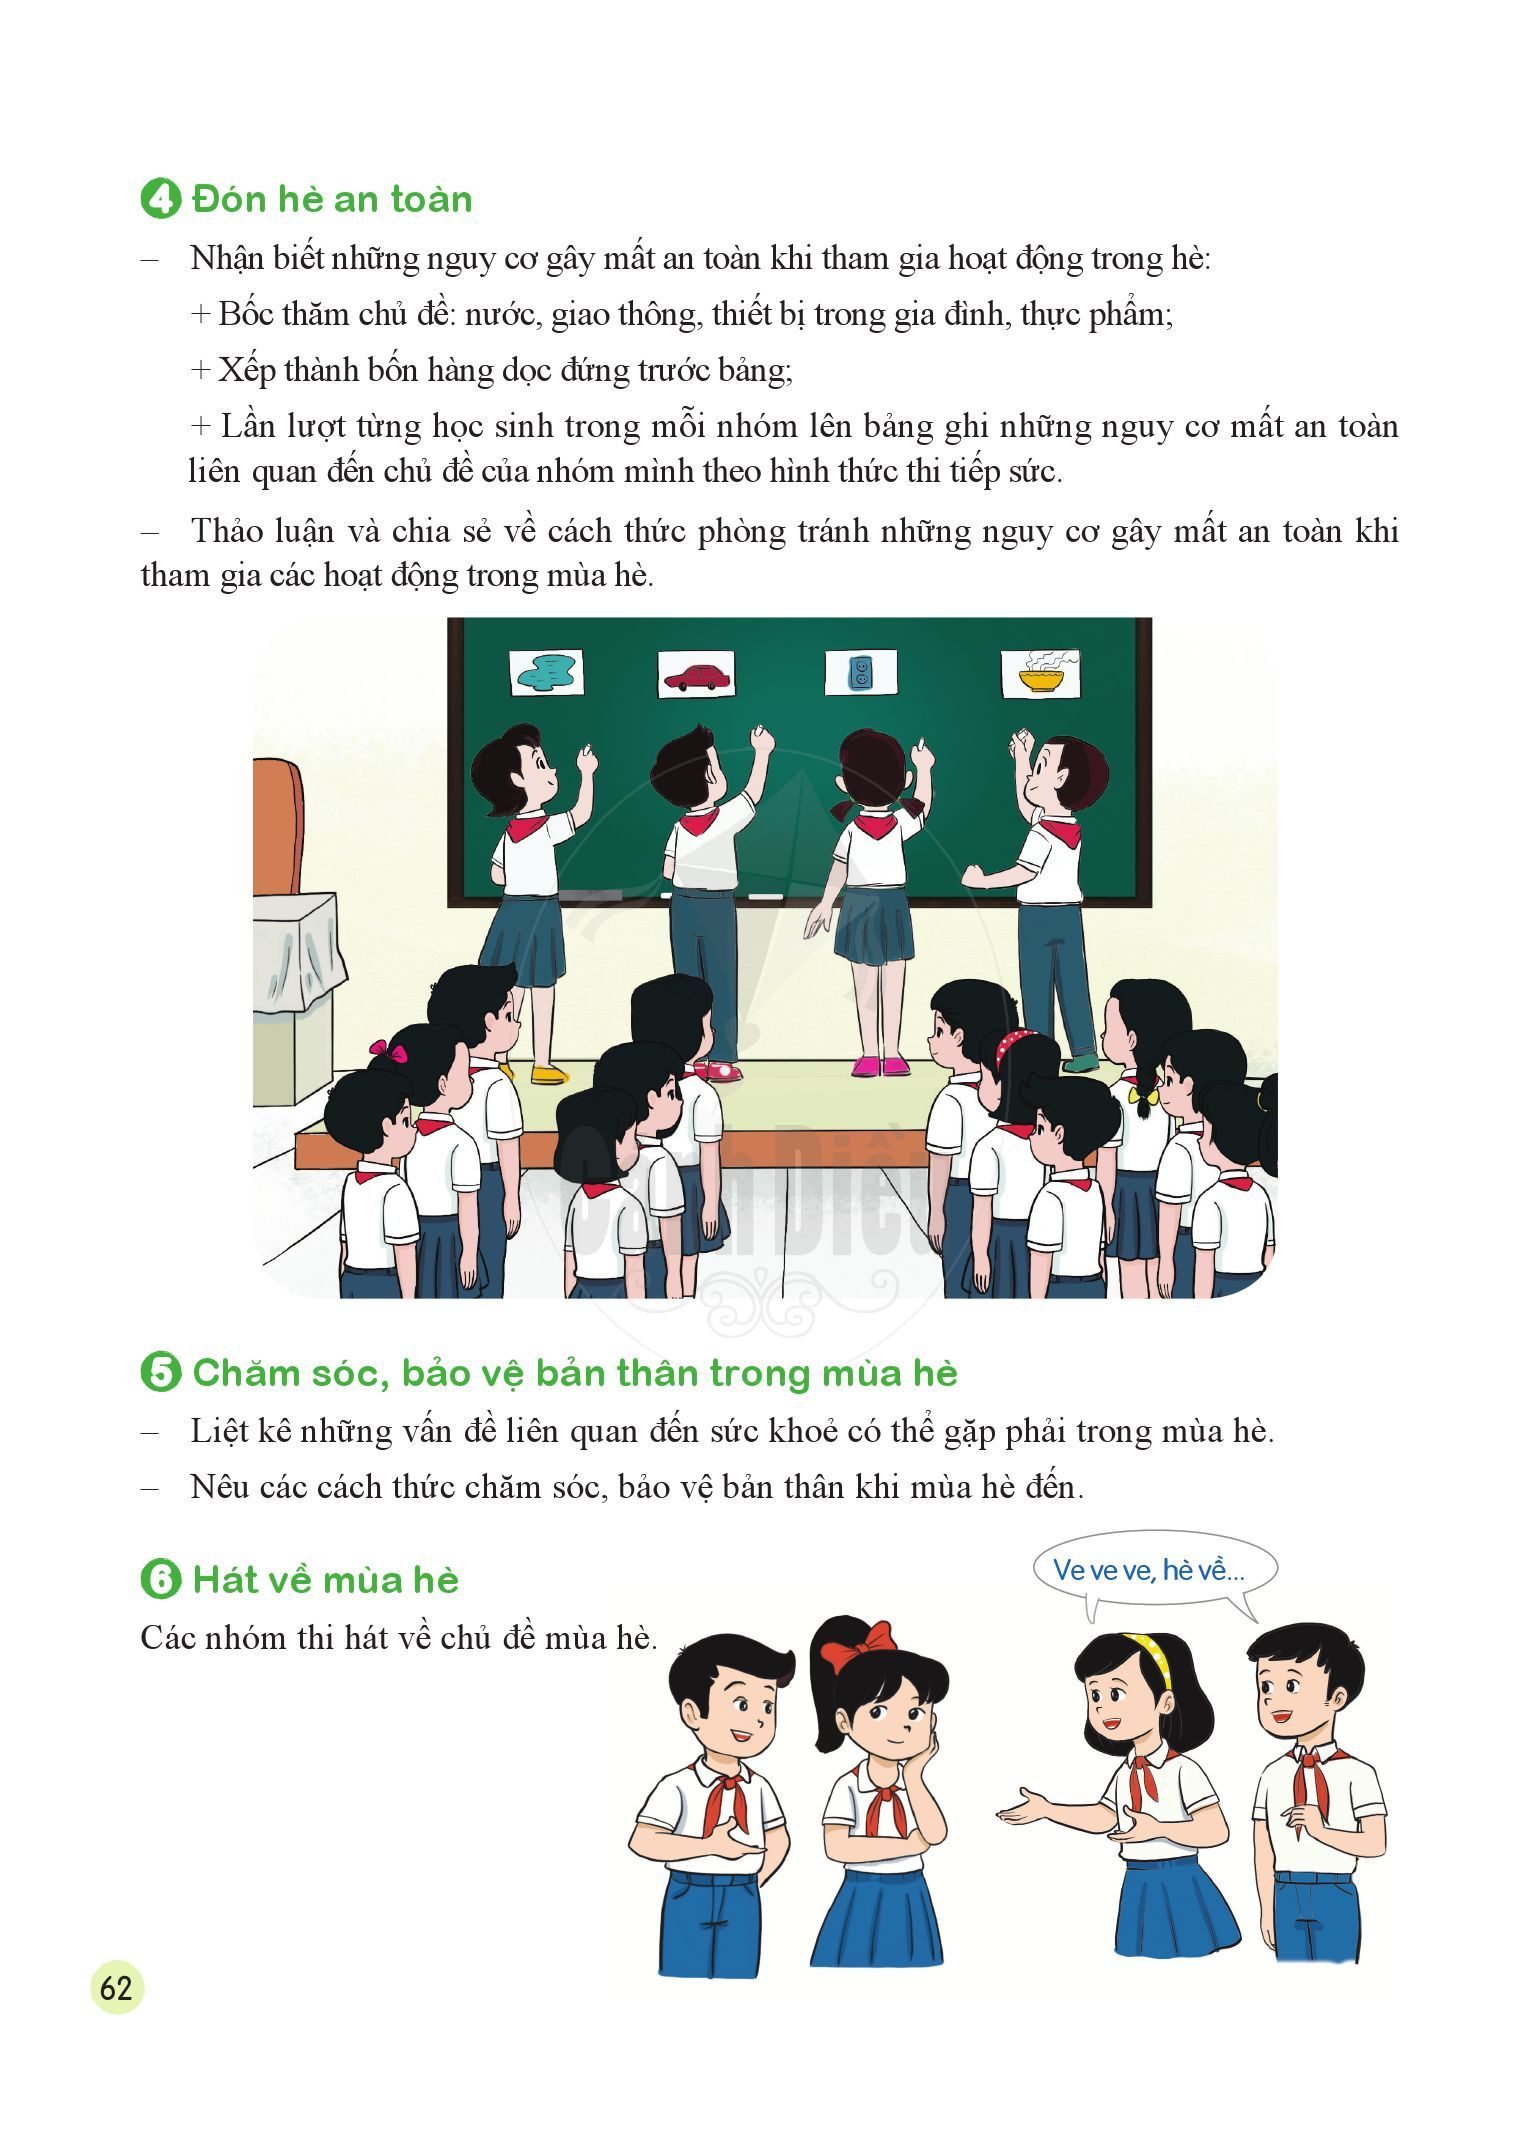 4 Đón hè an toàn
– Nhận biết những nguy cơ gây mất an toàn khi tham gia hoạt động trong hè:
+ Bốc thăm chủ đề: nước, giao thông, thiết bị trong gia đình, thực phẩm;
+ Xếp thành bốn hàng dọc đứng trước bảng;
+ Lần lượt từng học sinh trong mỗi nhóm lên bảng ghi những nguy cơ mất an toàn
liên quan đến chủ đề của nhóm mình theo hình thức thi tiếp sức.
– Thảo luận và chia sẻ về cách thức phòng tránh những nguy cơ gây mất an toàn khi
tham gia các hoạt động trong mùa hè.
Cánh Diều
5 Chăm sóc, bảo vệ bản thân trong mùa hè
– Liệt kê những vấn đề liên quan đến sức khoẻ có thể gặp phải trong mùa hè.
– Nêu các cách thức chăm sóc, bảo vệ bản thân khi mùa hè đến.
6 Hát về mùa hè
Ve ve ve, hè về...
Các nhóm thi hát về chủ đề mùa hè.
62